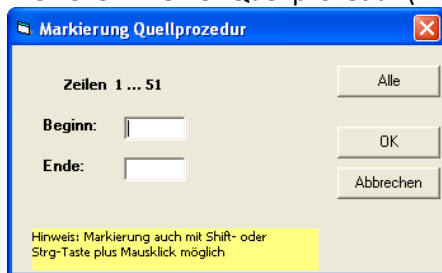 Markierung Quellprozedur
Zeilen 1 ... 51
Alle
Beginn:
OK
Ende:
Abbrechen
Hinweis: Markierung auch mit Shift- oder
Strg-Taste plus Mausklick möglich